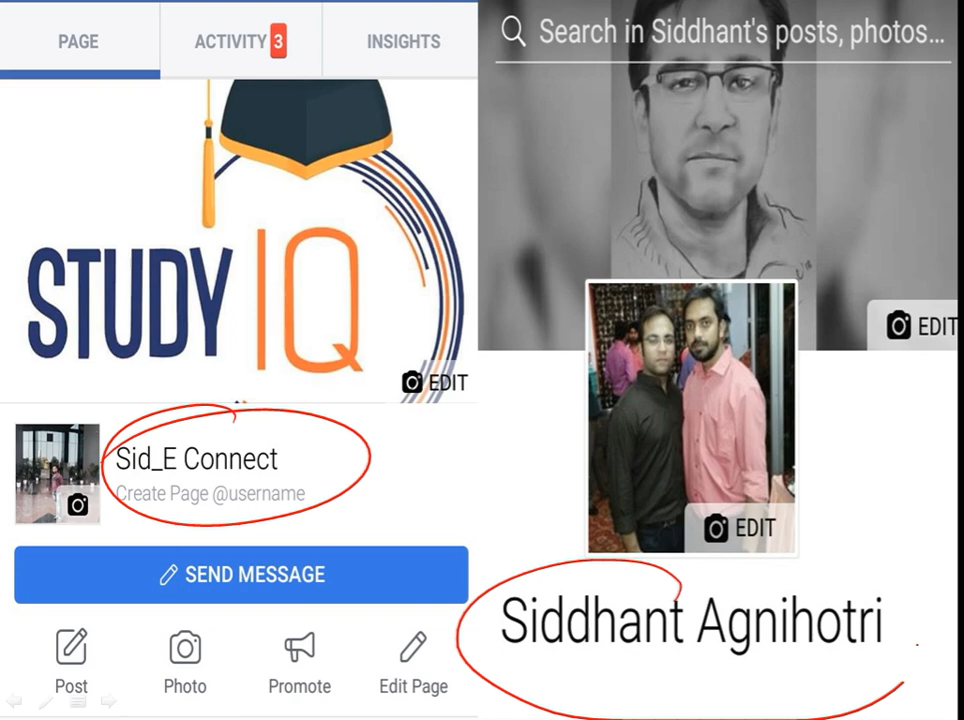 PAGE
ACTIVITY 3
INSIGHTS
STUDY IQ
EDIT
Sid_E Connect
Create Page @username
SEND MESSAGE
Post
Photo
Promote
Edit Page
Search in Siddhant's posts, photos...
EDIT
EDIT
Siddhant Agnihotri